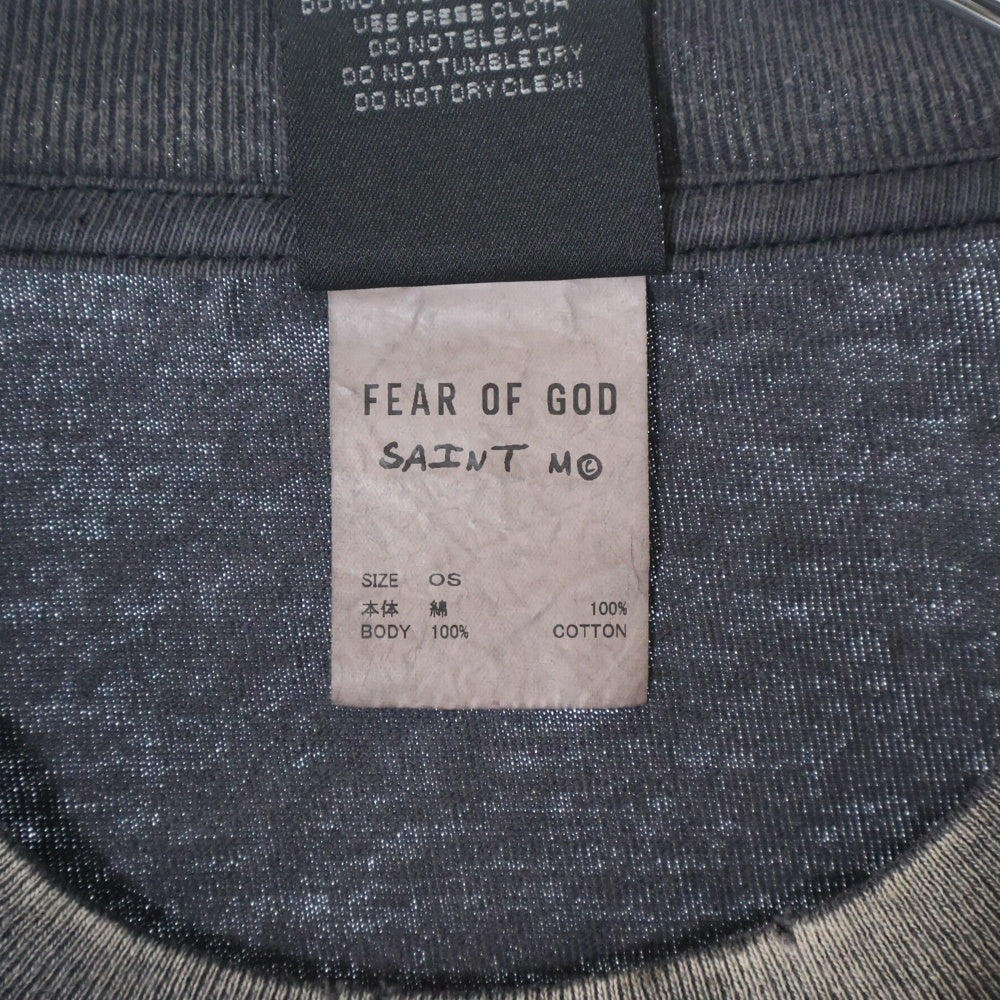 USE PRESS CLOTH
DO NOT BLEACH
DO NOT TUMBLE DRY
DO NOT DRY CLEAN
FEAR OF GOD
SAINT M©
SIZE OS
本体 綿 100%
BODY 100% COTTON